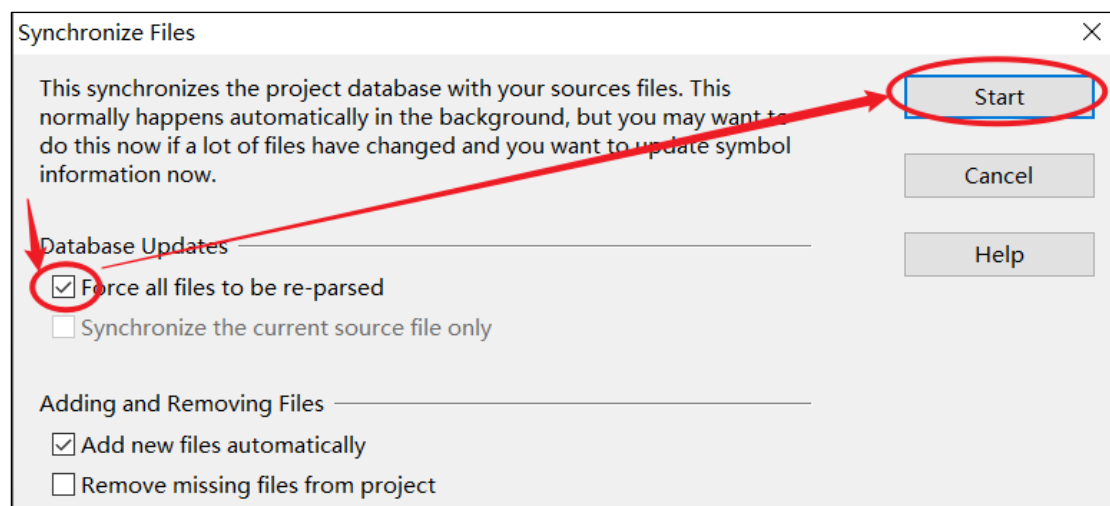 Synchronize Files
This synchronizes the project database with your sources files. This
normally happens automatically in the background, but you may want to
do this now if a lot of files have changed and you want to update symbol
information now.
Start
Cancel
Help
Database Updates
Force all files to be re-parsed
Synchronize the current source file only
Adding and Removing Files
Add new files automatically
Remove missing files from project